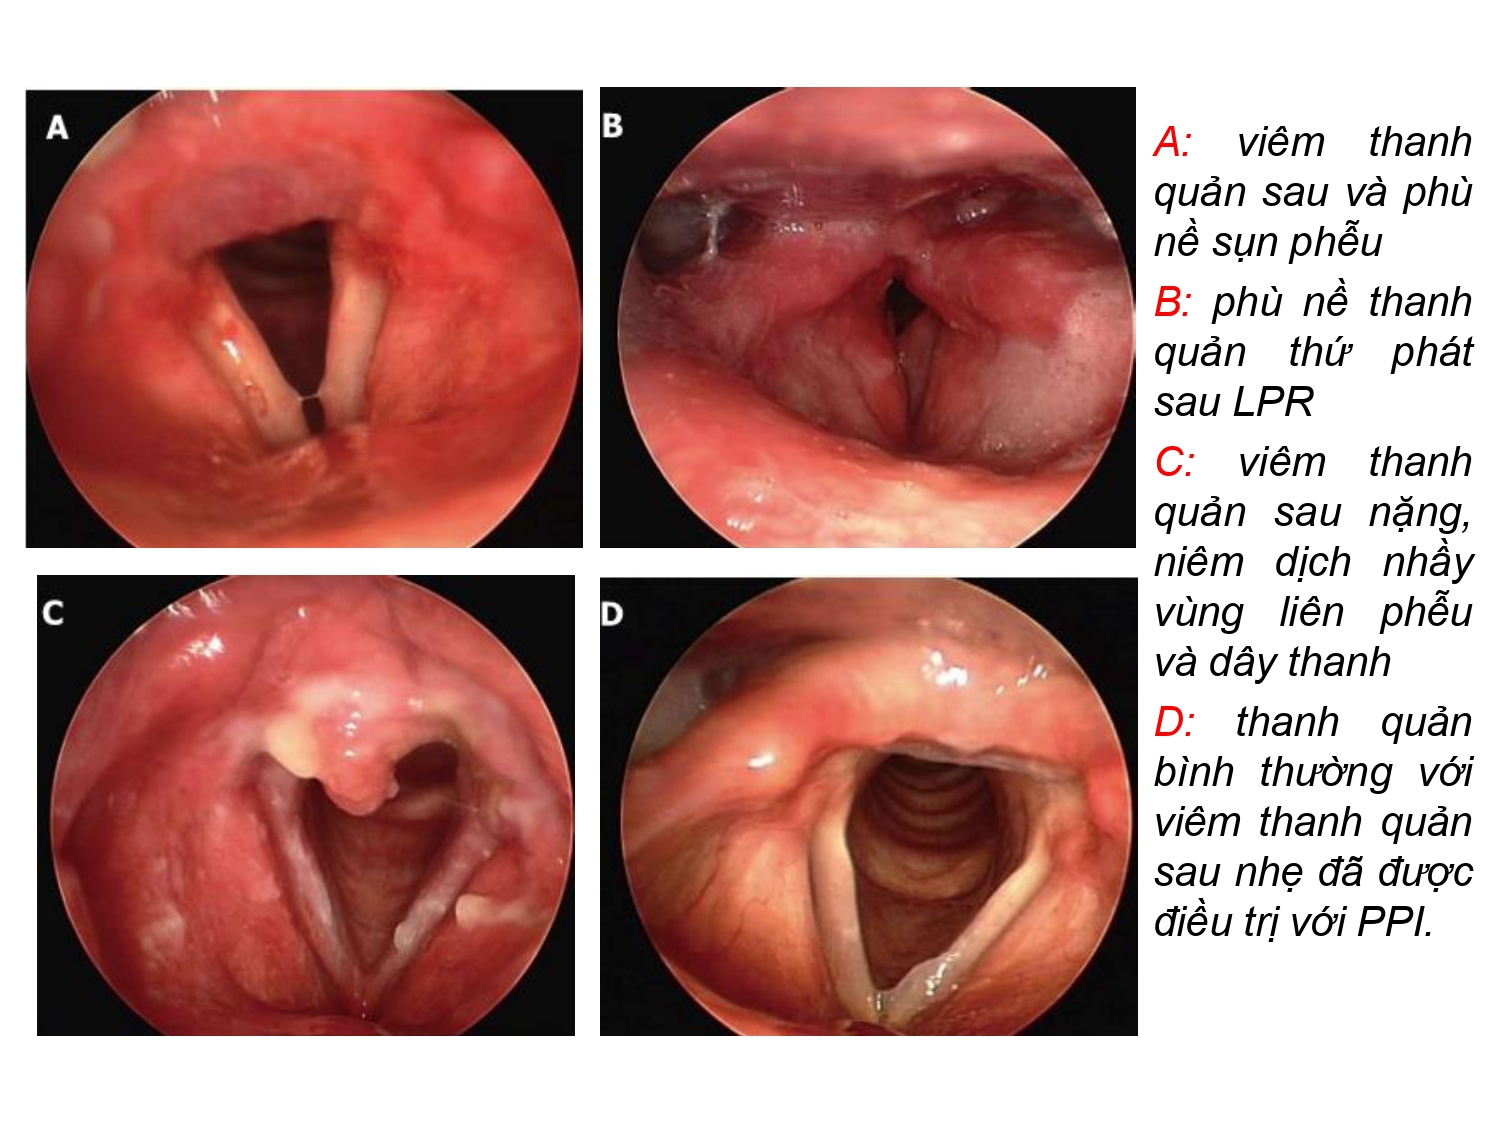 A
B
C
D
A: viêm thanh
quản sau và phù
nề sụn phễu
B: phù nề thanh
quản thứ phát
sau LPR
C: viêm thanh
quản sau nặng,
niêm dịch nhầy
vùng liên phễu
và dây thanh
D: thanh quản
bình thường với
viêm thanh quản
sau nhẹ đã được
điều trị với PPI.